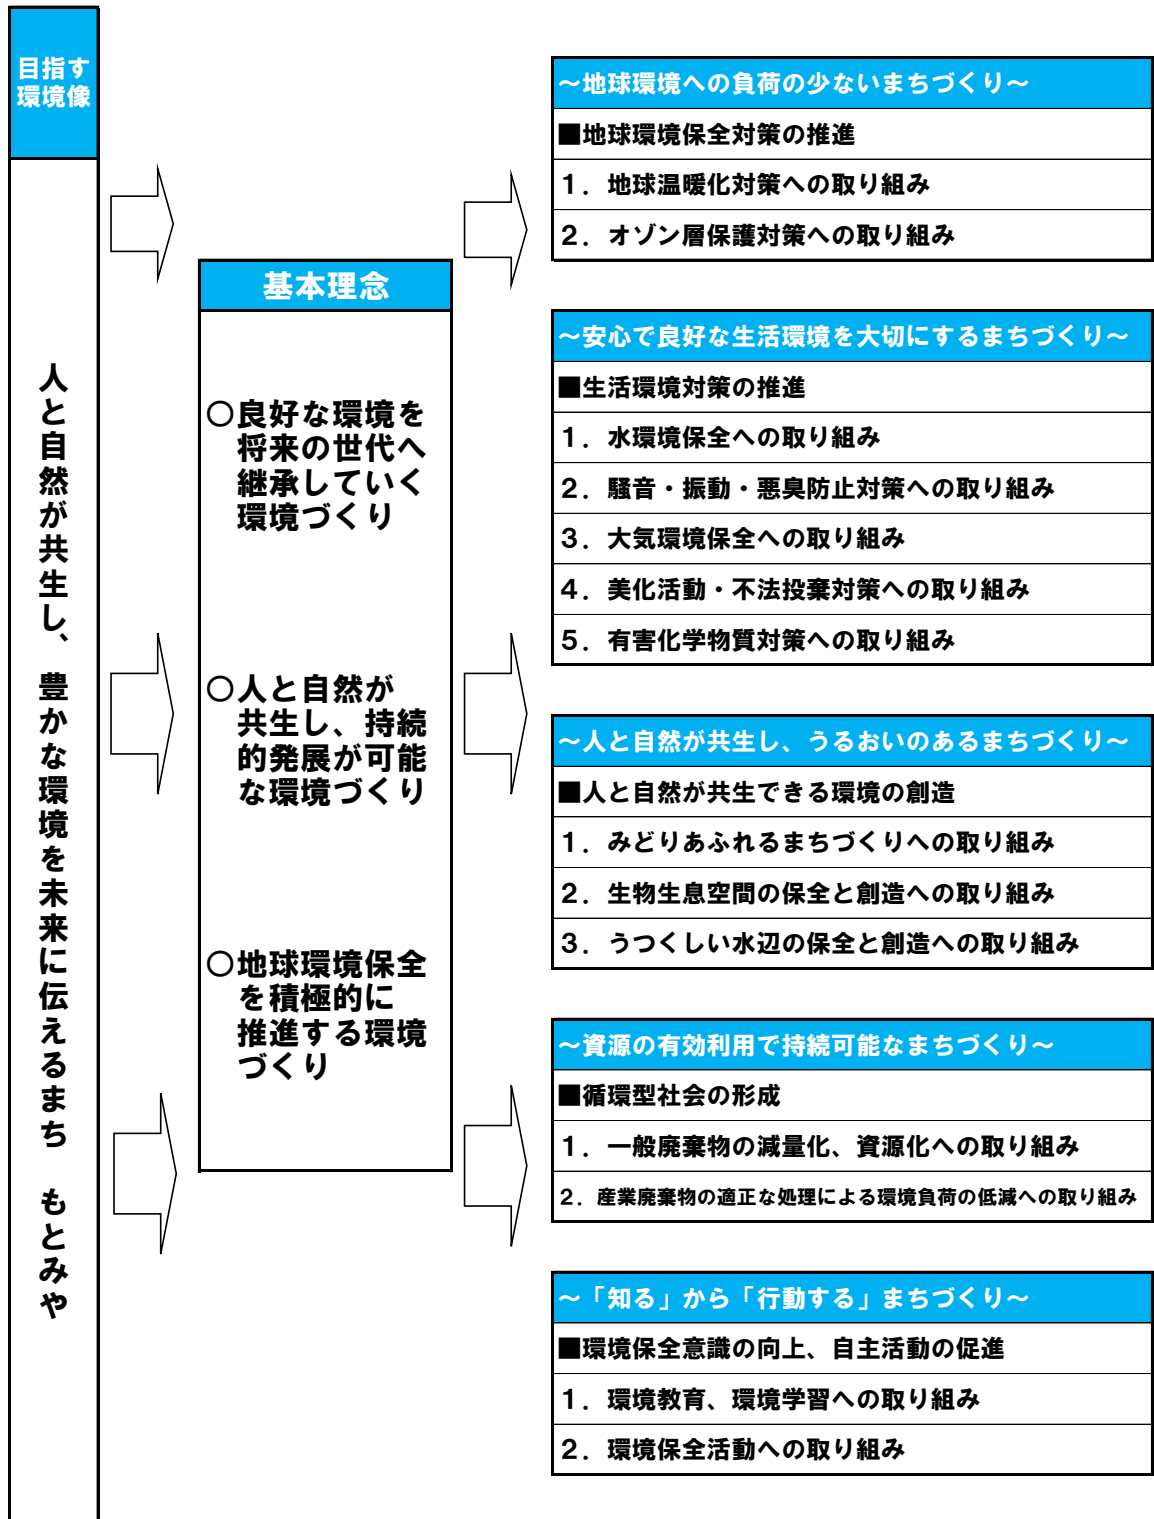 目指す
環境像
人と自然が共生し、豊かな環境を未来に伝えるまち　もとみや
基本理念
○良好な環境を
将来の世代へ
継承していく
環境づくり
○人と自然が
共生し、持続
的発展が可能
な環境づくり
○地球環境保全
を積極的に
推進する環境
づくり
～地球環境への負荷の少ないまちづくり～
■地球環境保全対策の推進
１．地球温暖化対策への取り組み
２．オゾン層保護対策への取り組み
～安心で良好な生活環境を大切にするまちづくり～
■生活環境対策の推進
１．水環境保全への取り組み
２．騒音・振動・悪臭防止対策への取り組み
３．大気環境保全への取り組み
４．美化活動・不法投棄対策への取り組み
５．有害化学物質対策への取り組み
～人と自然が共生し、うるおいのあるまちづくり～
■人と自然が共生できる環境の創造
１．みどりあふれるまちづくりへの取り組み
２．生物生息空間の保全と創造への取り組み
３．うつくしい水辺の保全と創造への取り組み
～資源の有効利用で持続可能なまちづくり～
■循環型社会の形成
１．一般廃棄物の減量化、資源化への取り組み
２．産業廃棄物の適正な処理による環境負荷の低減への取り組み
～「知る」から「行動する」まちづくり～
■環境保全意識の向上、自主活動の促進
１．環境教育、環境学習への取り組み
２．環境保全活動への取り組み